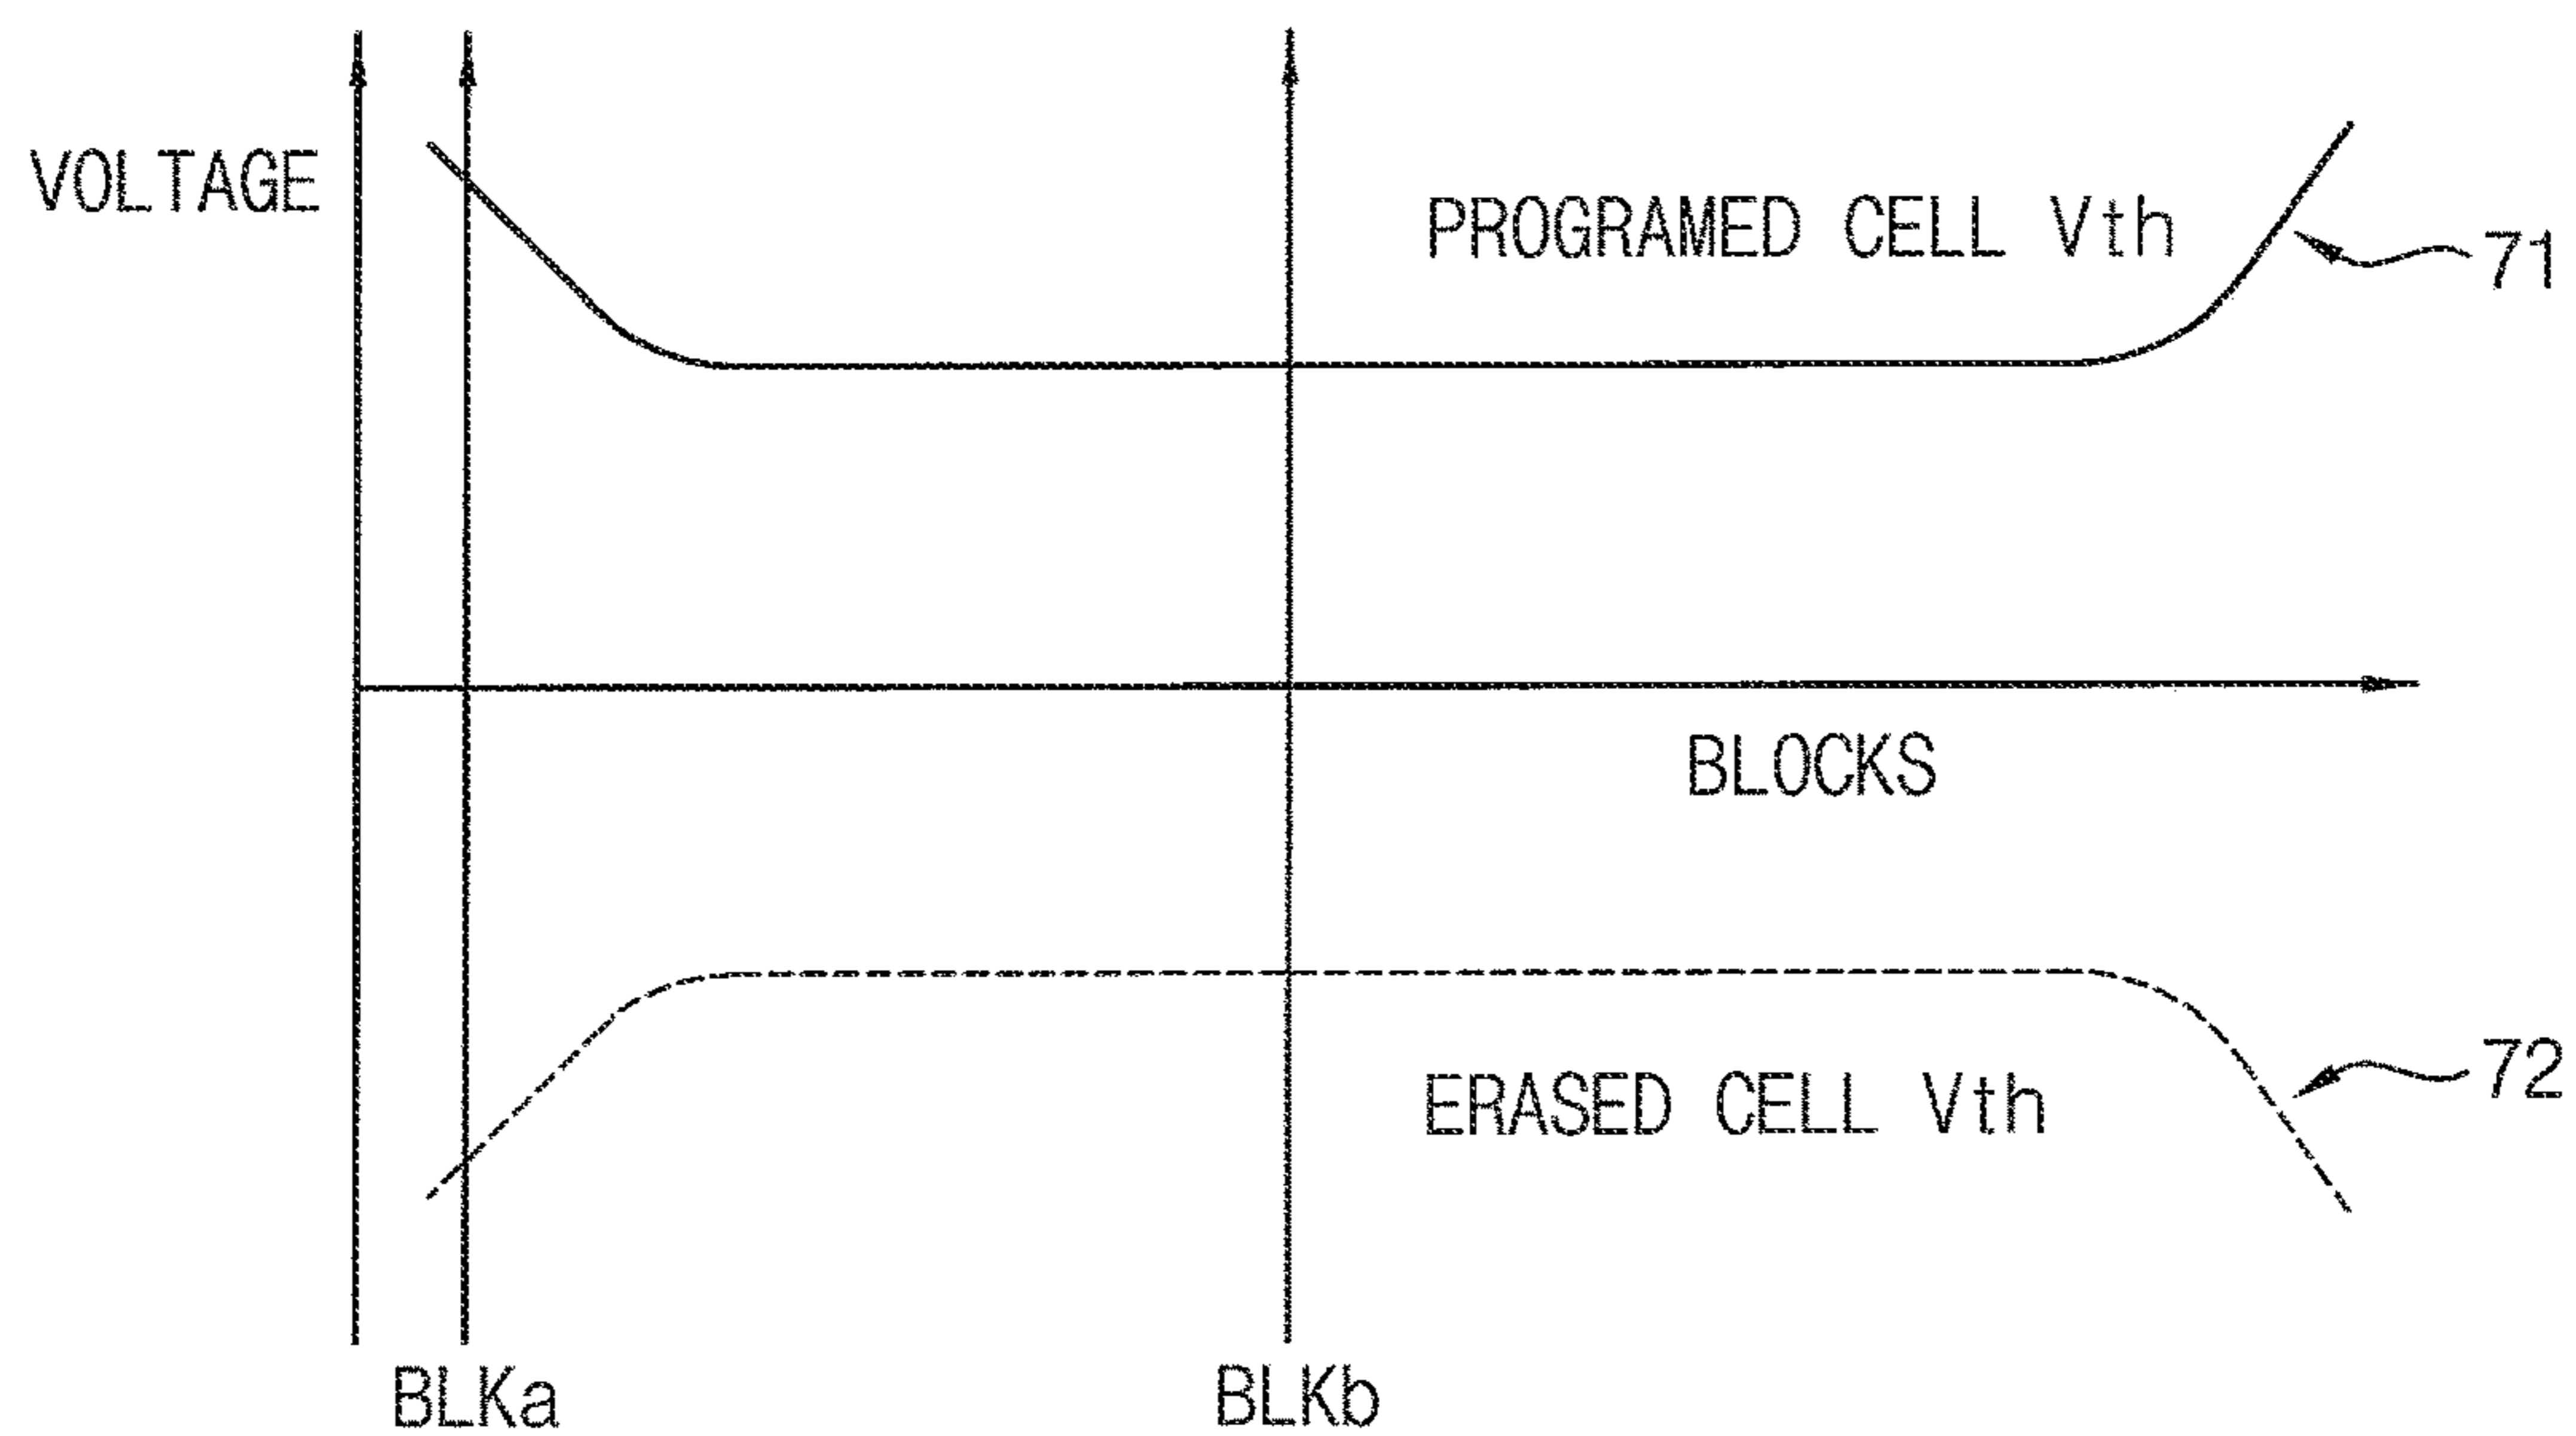 VOLTAGE
PROGRAMED CELL Vth
71
BLOCKS
ERASED CELL Vth
72
BLKa
BLKb